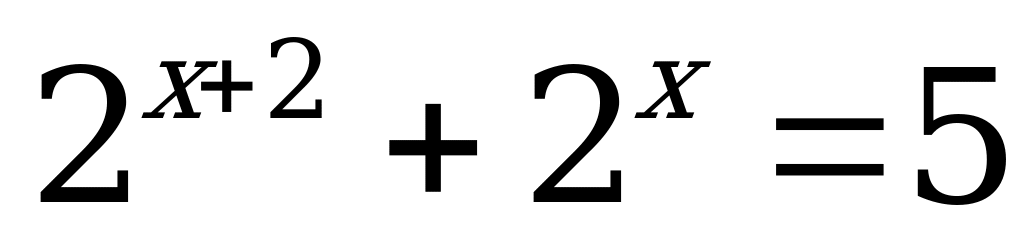 2^{x+2} + 2^x = 5